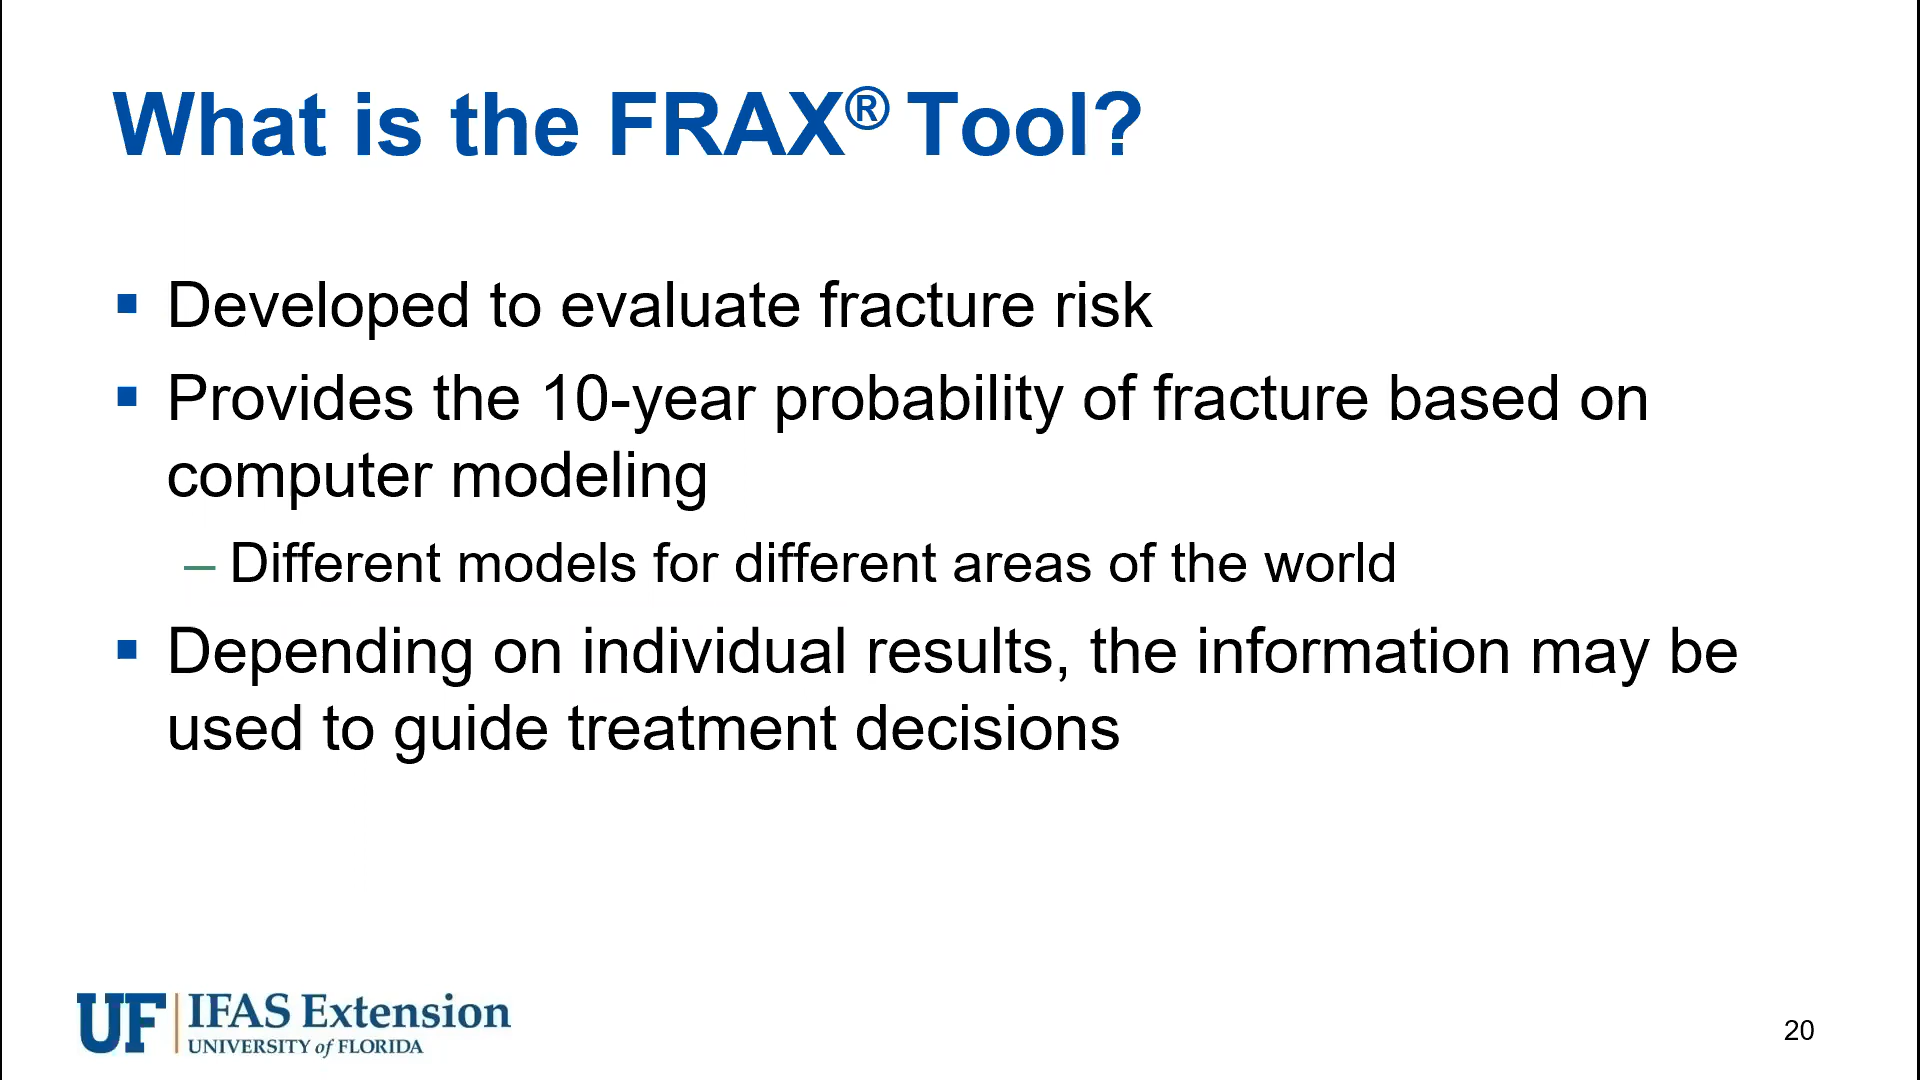 What is the FRAX® Tool?
▪ Developed to evaluate fracture risk
▪ Provides the 10-year probability of fracture based on
computer modeling
– Different models for different areas of the world
▪ Depending on individual results, the information may be
used to guide treatment decisions
UF IFAS Extension
UNIVERSITY of FLORIDA
20